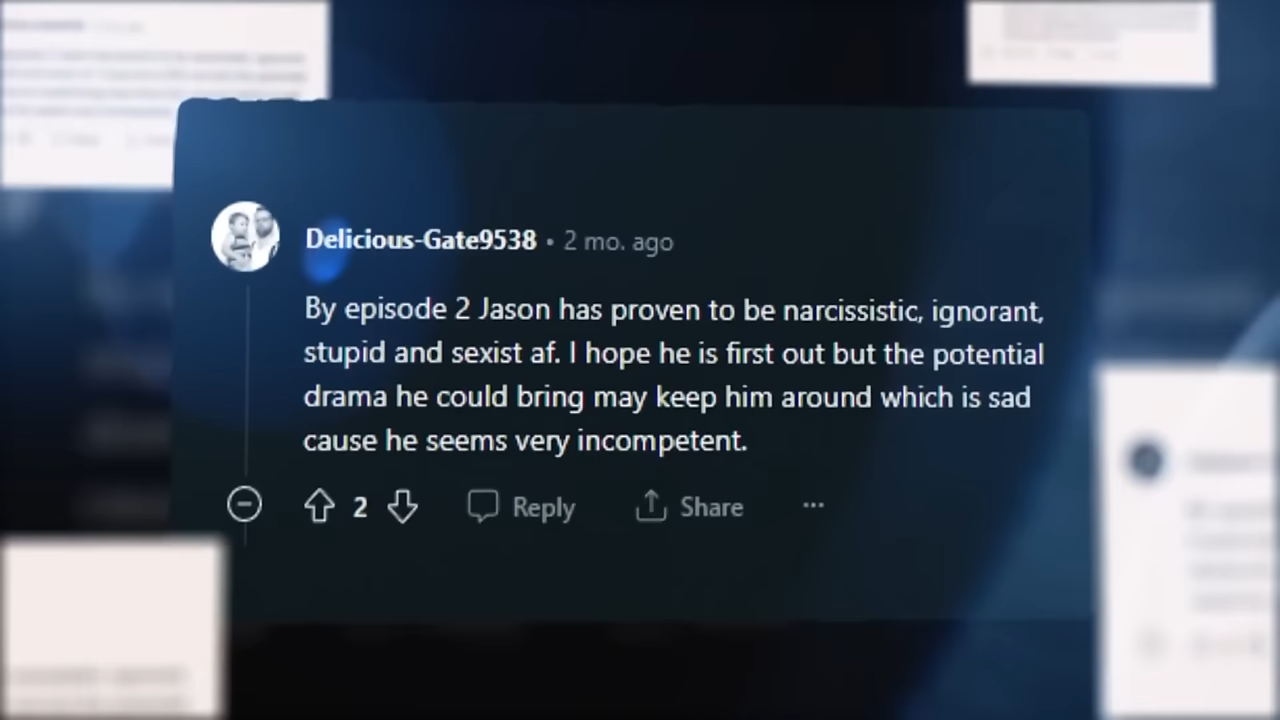 Delicious-Gate9538 • 2 mo. ago
By episode 2 Jason has proven to be narcissistic, ignorant,
stupid and sexist af. I hope he is first out but the potential
drama he could bring may keep him around which is sad
cause he seems very incompetent.
2 Reply Share ...